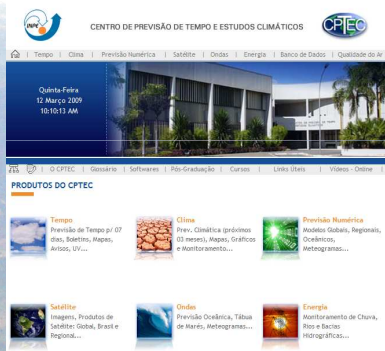 INPE
CENTRO DE PREVISÃO DE TEMPO E ESTUDOS CLIMÁTICOS
CPTEC
Tempo | Clima | Previsão Numérica | Satélite | Ondas | Energia | Banco de Dados | Qualidade do Ar
Quinta-Feira
12 Março 2009
10:10:13 AM
O CPTEC | Glossário | Softwares | Pós-Graduação | Cursos | Links Úteis | Vídeos - Online |
PRODUTOS DO CPTEC
Tempo
Previsão de Tempo p/ 07
dias, Boletins, Mapas,
Avisos, UV...
Clima
Prev. Climática (próximos
03 meses), Mapas, Gráficos
e Monitoramento...
Previsão Numérica
Modelos Globais, Regionais,
Oceânicos,
Meteogramas...
Satélite
Imagens, Produtos de
Satélite: Global, Brasil e
Regional...
Ondas
Previsão Oceânica, Tábua
de Marés, Meteogramas...
Energia
Monitoramento de Chuva,
Rios e Bacias
Hidrográficas...